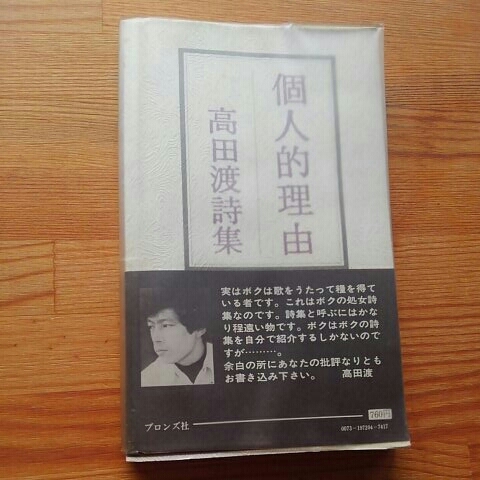 個人的理由
高田渡詩集
実はボクは歌をうたって糧を得て
いる者です。これはボクの処女詩
集なのです。詩集と呼ぶにはかな
り程遠い物です。ボクはボクの詩
集を自分で紹介するしかないので
すが………。
余白の所にあなたの批評なりとも
お書き込み下さい。 高田渡
ブロンズ社
760円
0073-197204-7617